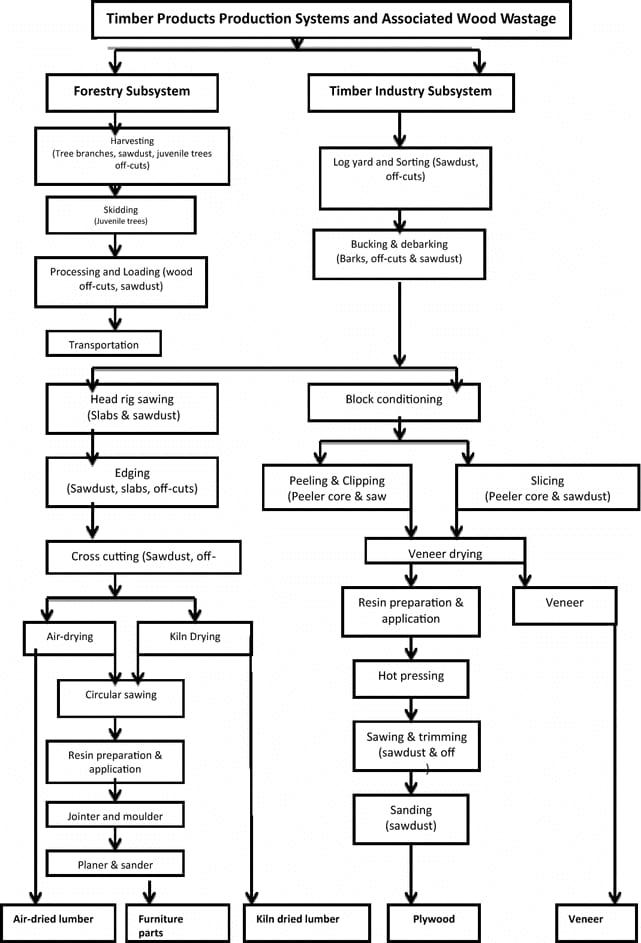 Timber Products Production Systems and Associated Wood Wastage
Forestry Subsystem
Timber Industry Subsystem
Harvesting
(Tree branches, sawdust, juvenile trees
off-cuts)
Log yard and Sorting (Sawdust,
off-cuts)
Skidding
(Juvenile trees)
Bucking & debarking
(Barks, off-cuts & sawdust)
Processing and Loading (wood
off-cuts, sawdust)
Transportation
Head rig sawing
(Slabs & sawdust)
Block conditioning
Edging
(Sawdust, slabs, off-cuts)
Peeling & Clipping
(Peeler core & saw
Slicing
(Peeler core & sawdust)
Cross cutting (Sawdust, off-
Veneer drying
Air-drying
Kiln Drying
Resin preparation &
application
Veneer
Circular sawing
Hot pressing
Resin preparation &
application
Sawing & trimming
(sawdust & off
)
Jointer and moulder
Sanding
(sawdust)
Planer & sander
Air-dried lumber
Furniture
parts
Kiln dried lumber
Plywood
Veneer